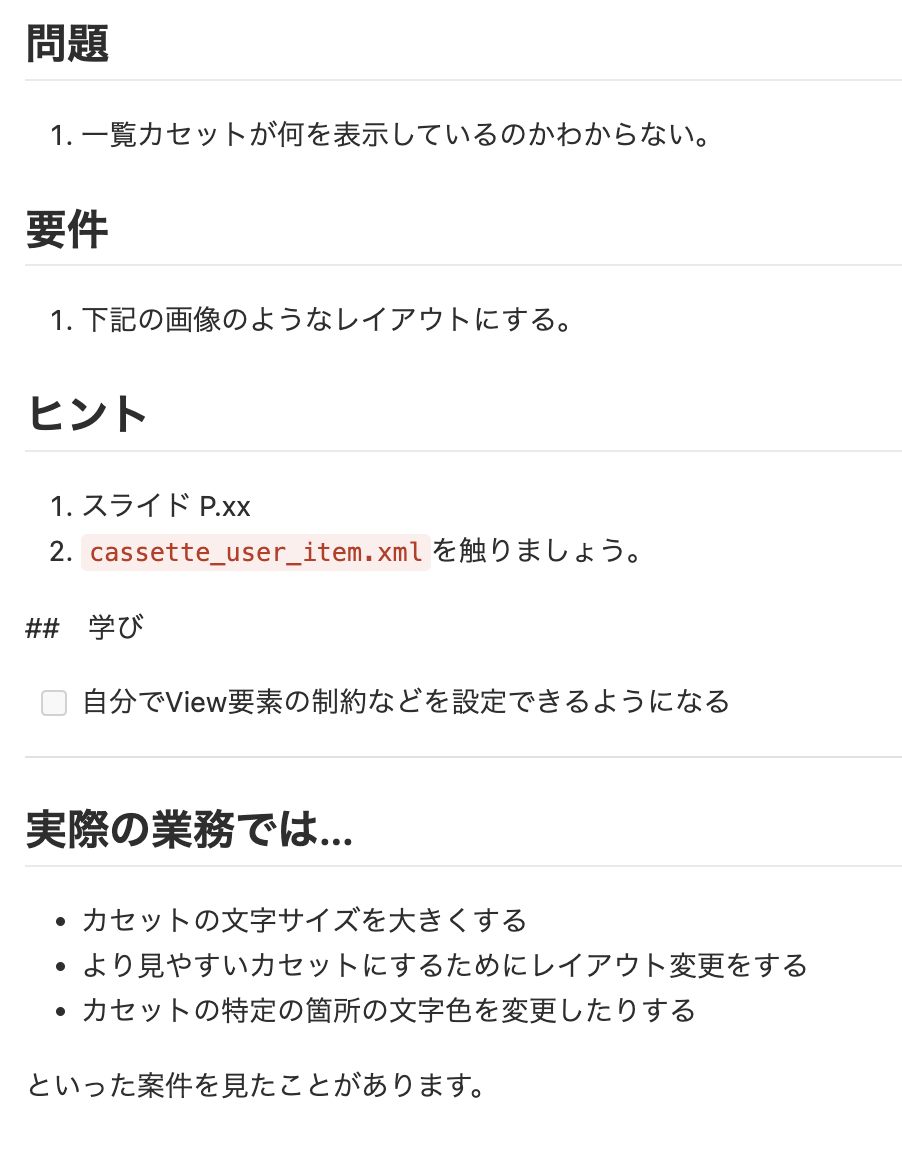 問題
1. 一覧カセットが何を表示しているのかわからない。
要件
1. 下記の画像のようなレイアウトにする。
ヒント
1. スライド P.xx
2. cassette_user_item.xmlを触りましょう。
##　学び
自分でView要素の制約などを設定できるようになる
実際の業務では...
• カセットの文字サイズを大きくする
• より見やすいカセットにするためにレイアウト変更をする
• カセットの特定の箇所の文字色を変更したりする
といった案件を見たことがあります。